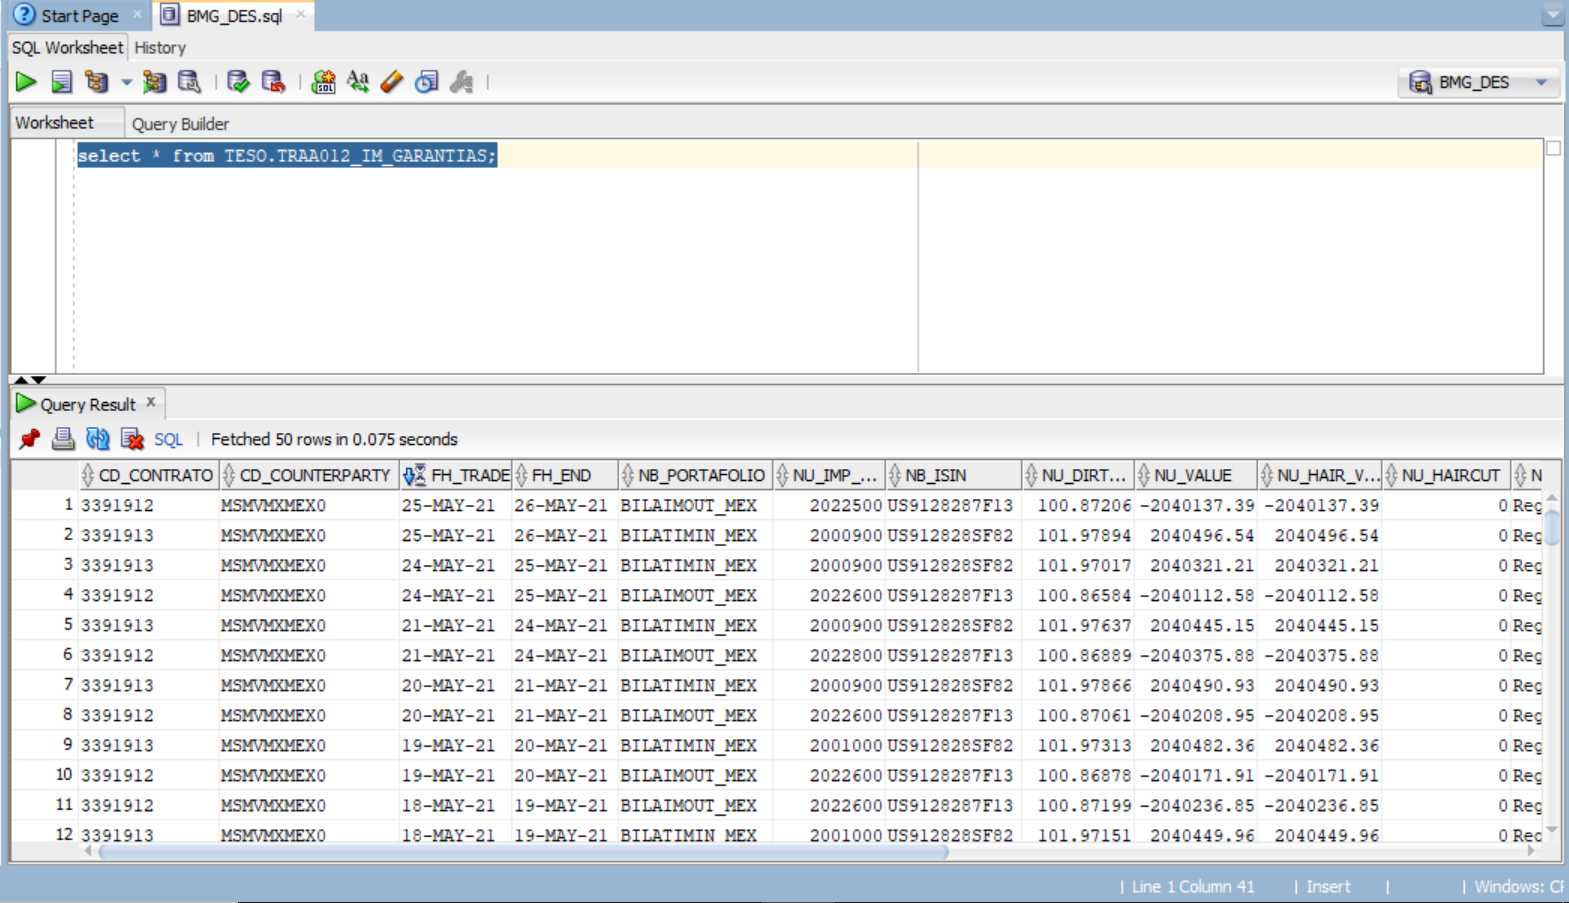 Start Page × BMG_DES.sql ×
SQL Worksheet History
BMG_DES
Worksheet Query Builder
select * from TESO.TRAA012_IM_GARANTIAS;
Query Result x
SQL | Fetched 50 rows in 0.075 seconds
CD_CONTRATO CD_COUNTERPARTY FH_TRADE FH_END NB_PORTAFOLIO NU_IMP_... NB_ISIN NU_DIRT... NU_VALUE NU_HAIR_V... NU_HAIRCUT N
1 3391912 MSMVMXMEX0 25-MAY-21 26-MAY-21 BILAIMOUT_MEX 2022500 US9128287F13 100.87206 -2040137.39 -2040137.39 0 Reg
2 3391913 MSMVMXMEX0 25-MAY-21 26-MAY-21 BILATIMIN_MEX 2000900 US912828SF82 101.97894 2040496.54 2040496.54 0 Reg
3 3391913 MSMVMXMEX0 24-MAY-21 25-MAY-21 BILATIMIN_MEX 2000900 US912828SF82 101.97017 2040321.21 2040321.21 0 Reg
4 3391912 MSMVMXMEX0 24-MAY-21 25-MAY-21 BILAIMOUT_MEX 2022600 US9128287F13 100.86584 -2040112.58 -2040112.58 0 Reg
5 3391913 MSMVMXMEX0 21-MAY-21 24-MAY-21 BILATIMIN_MEX 2000900 US912828SF82 101.97637 2040445.15 2040445.15 0 Reg
6 3391912 MSMVMXMEX0 21-MAY-21 24-MAY-21 BILAIMOUT_MEX 2022800 US9128287F13 100.86889 -2040375.88 -2040375.88 0 Reg
7 3391913 MSMVMXMEX0 20-MAY-21 21-MAY-21 BILATIMIN_MEX 2000900 US912828SF82 101.97866 2040490.93 2040490.93 0 Reg
8 3391912 MSMVMXMEX0 20-MAY-21 21-MAY-21 BILAIMOUT_MEX 2022600 US9128287F13 100.87061 -2040208.95 -2040208.95 0 Reg
9 3391913 MSMVMXMEX0 19-MAY-21 20-MAY-21 BILATIMIN_MEX 2001000 US912828SF82 101.97313 2040482.36 2040482.36 0 Reg
10 3391912 MSMVMXMEX0 19-MAY-21 20-MAY-21 BILAIMOUT_MEX 2022600 US9128287F13 100.86878 -2040171.91 -2040171.91 0 Reg
11 3391912 MSMVMXMEX0 18-MAY-21 19-MAY-21 BILAIMOUT_MEX 2022600 US9128287F13 100.87199 -2040236.85 -2040236.85 0 Reg
12 3391913 MSMVMXMEX0 18-MAY-21 19-MAY-21 BILATIMIN_MEX 2001000 US912828SF82 101.97151 2040449.96 2040449.96 0 Reg
| Line 1 Column 41 | Insert | | Windows: CF